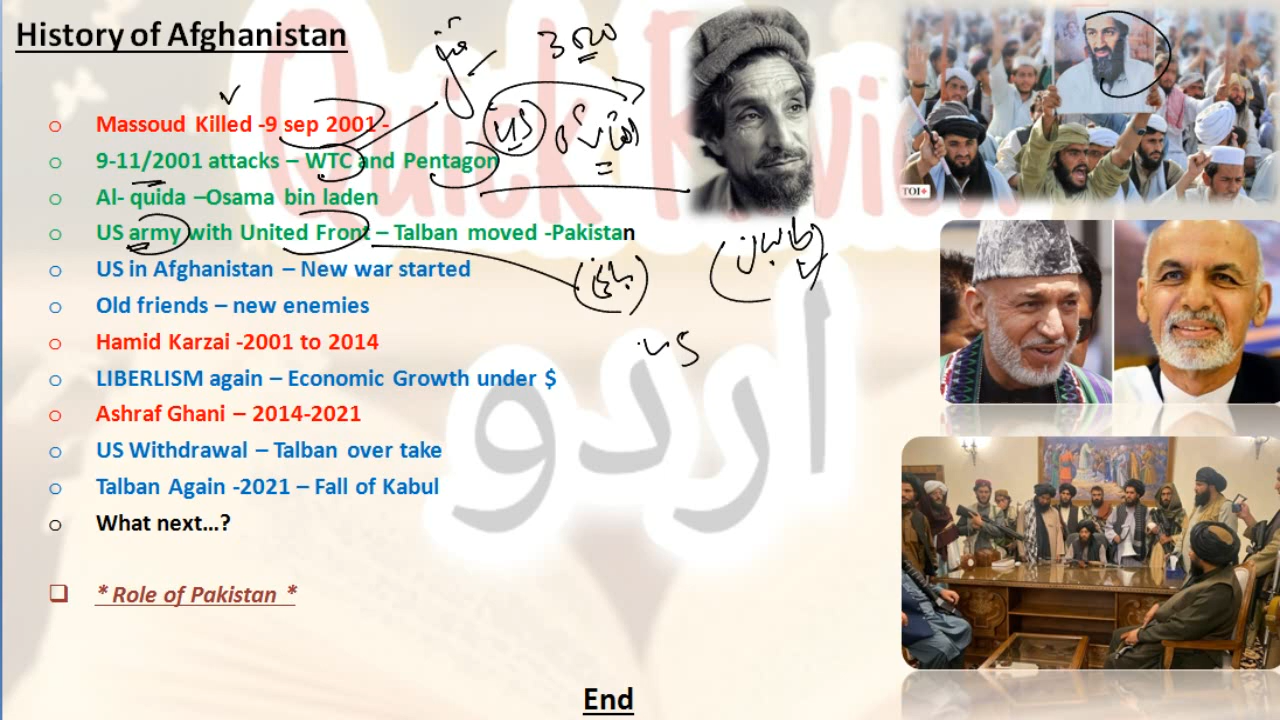 History of Afghanistan
Massoud Killed -9 sep 2001 -
9-11/2001 attacks – WTC and Pentagon
Al- quida –Osama bin laden
US army with United Front – Talban moved -Pakistan
US in Afghanistan – New war started
Old friends – new enemies
Hamid Karzai -2001 to 2014
LIBERLISM again – Economic Growth under $
Ashraf Ghani – 2014-2021
US Withdrawal – Talban over take
Talban Again -2021 – Fall of Kabul
What next...?
* Role of Pakistan *
End
US
طالبان
US
TOI
Quick Review
اردو